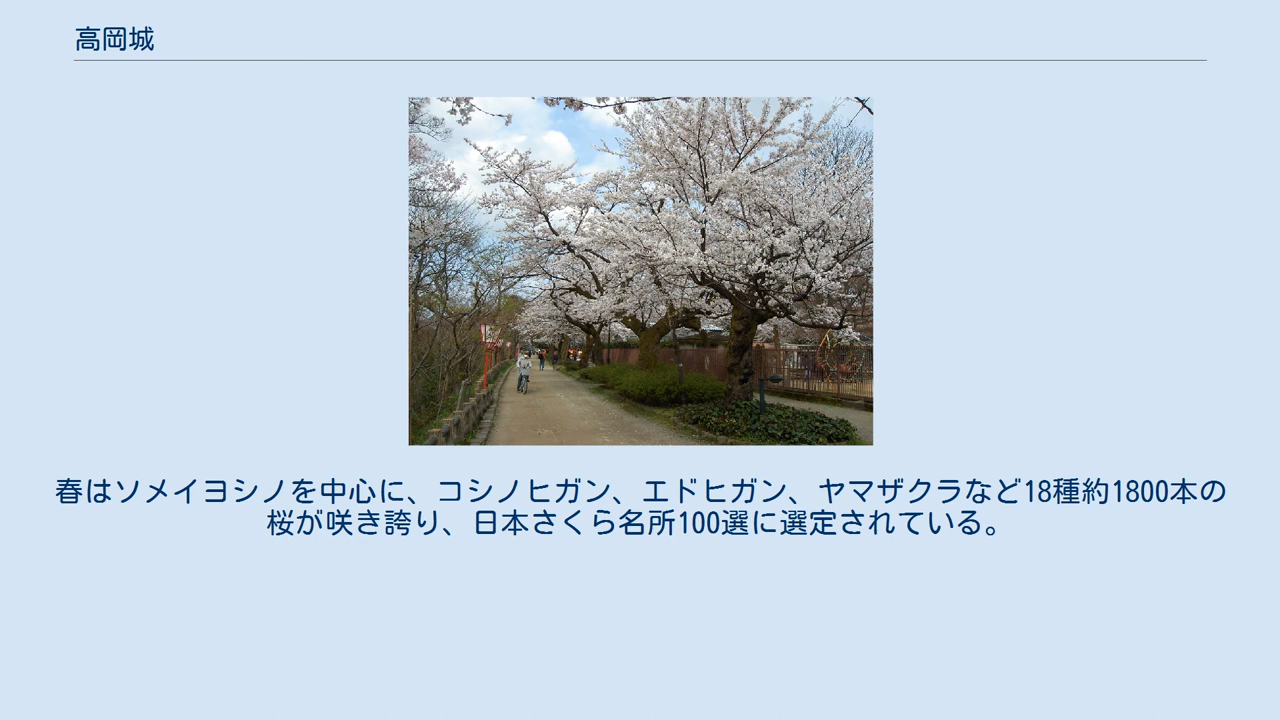 高岡城
春はソメイヨシノを中心に、コシノヒガン、エドヒガン、ヤマザクラなど18種約1800本の
桜が咲き誇り、日本さくら名所100選に選定されている。